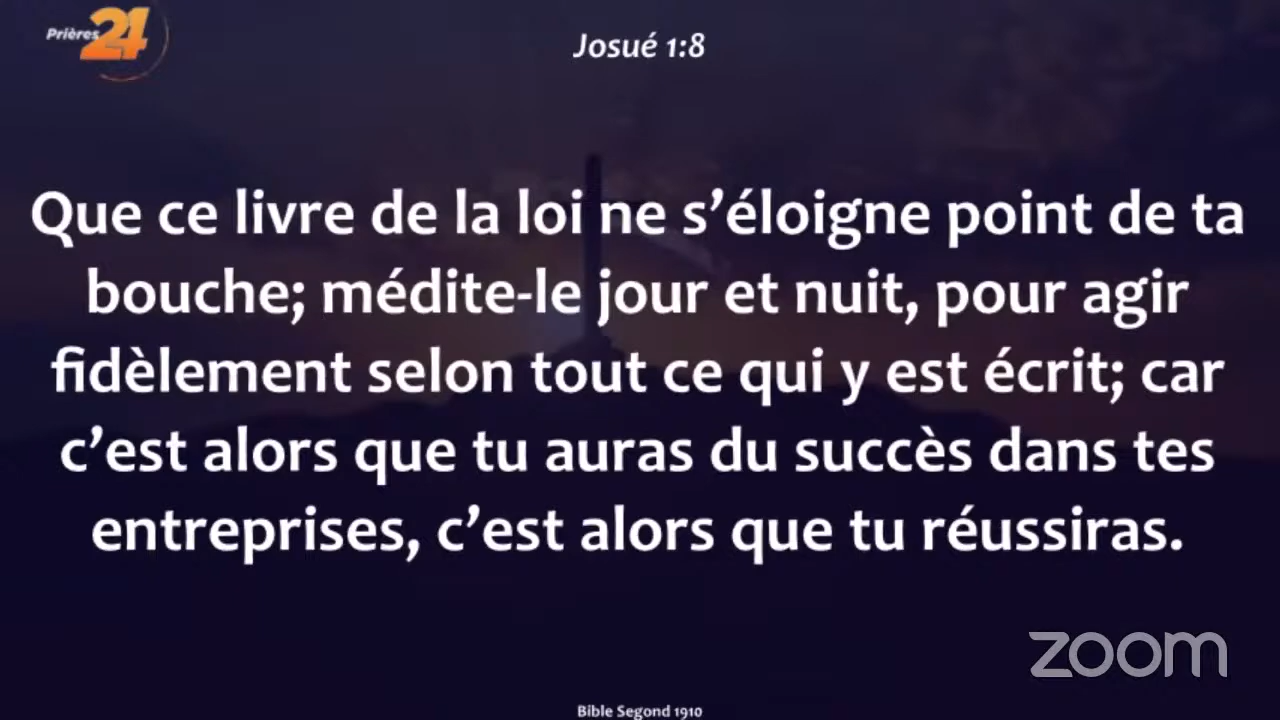 Prières 21
Josué 1:8
Que ce livre de la loi ne s’éloigne point de ta
bouche; médite-le jour et nuit, pour agir
fidèlement selon tout ce qui y est écrit; car
c’est alors que tu auras du succès dans tes
entreprises, c’est alors que tu réussiras.
zoom
Bible Segond 1910